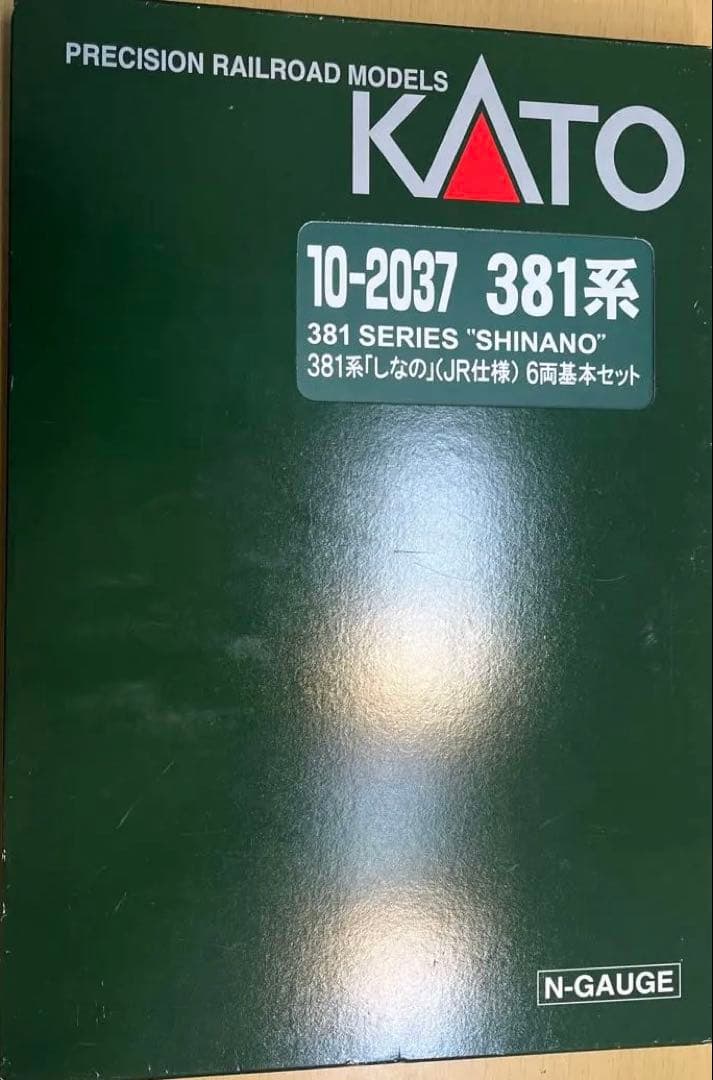 PRECISION RAILROAD MODELS
KATO
10-2037 381系
381 SERIES "SHINANO"
381系「しなの」(JR仕様) 6両基本セット
N-GAUGE